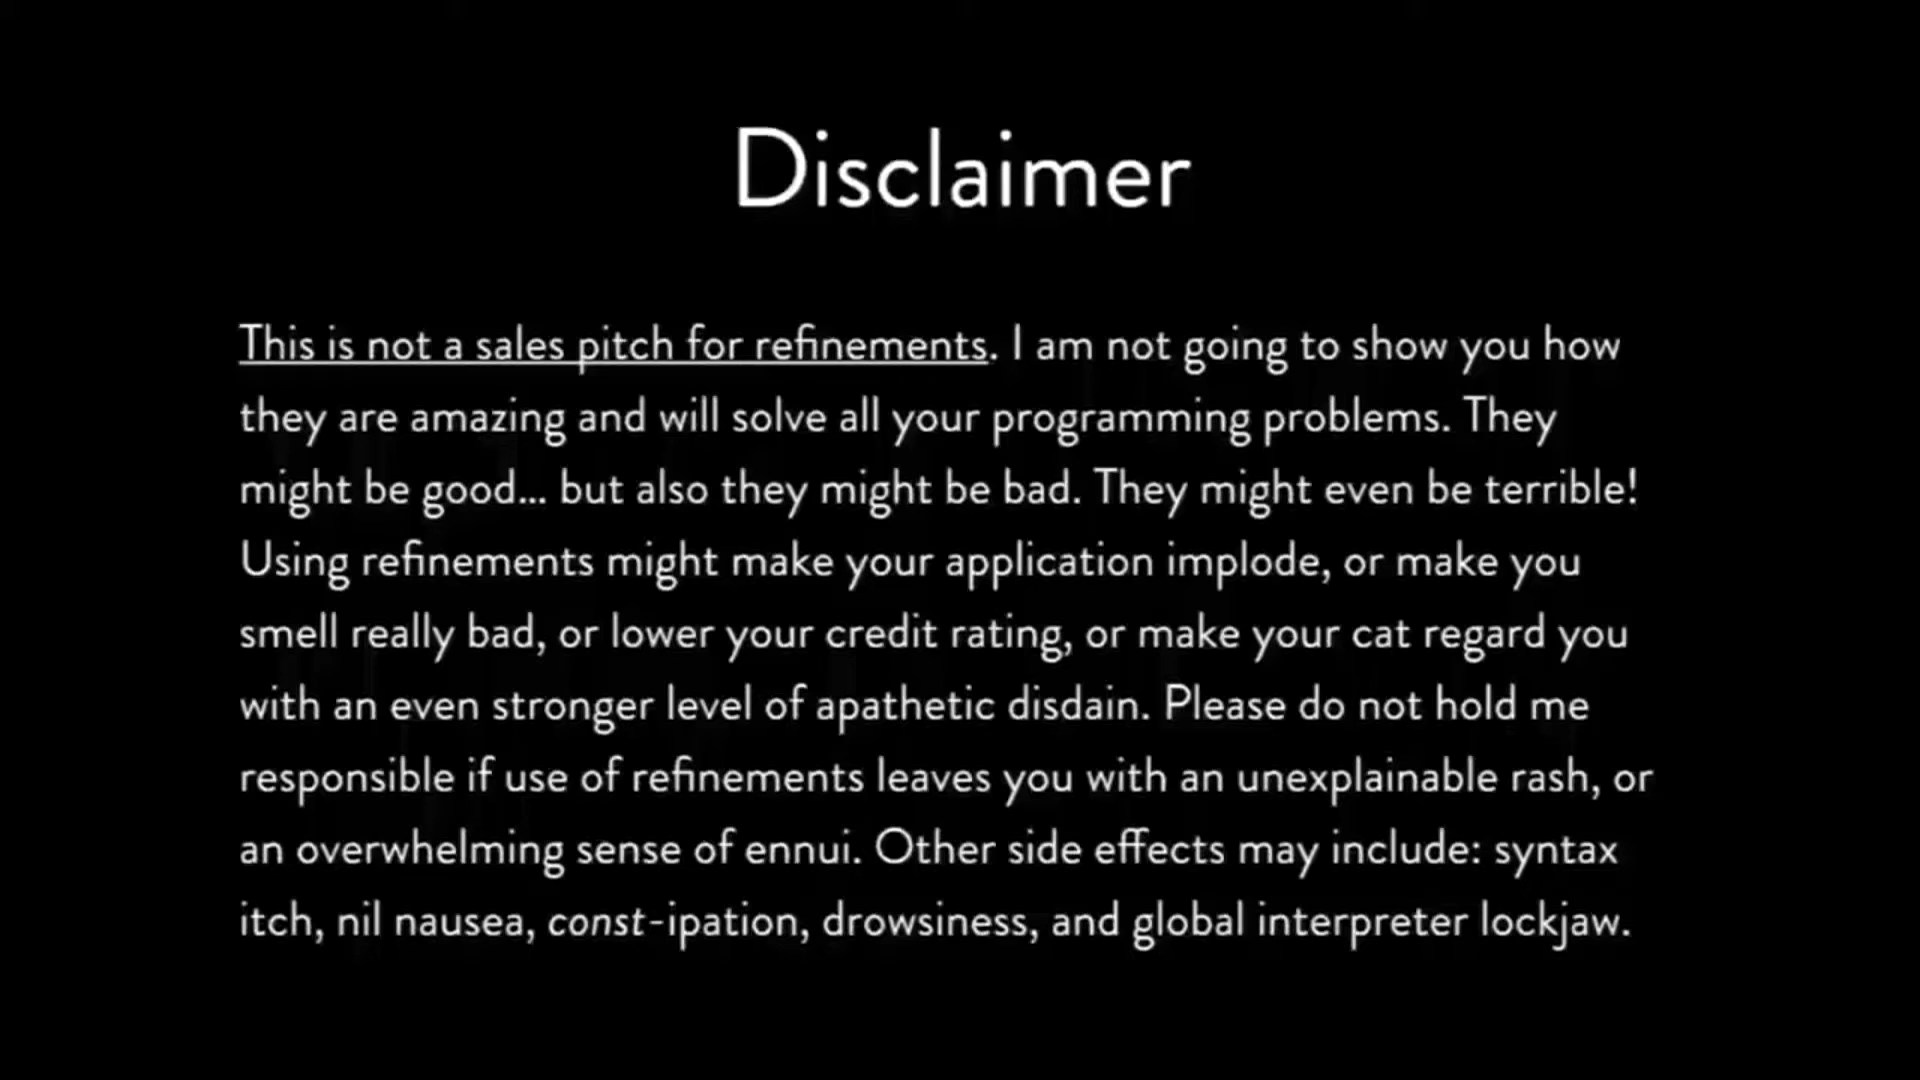 Disclaimer
This is not a sales pitch for refinements. I am not going to show you how
they are amazing and will solve all your programming problems. They
might be good... but also they might be bad. They might even be terrible!
Using refinements might make your application implode, or make you
smell really bad, or lower your credit rating, or make your cat regard you
with an even stronger level of apathetic disdain. Please do not hold me
responsible if use of refinements leaves you with an unexplainable rash, or
an overwhelming sense of ennui. Other side effects may include: syntax
itch, nil nausea, const-ipation, drowsiness, and global interpreter lockjaw.